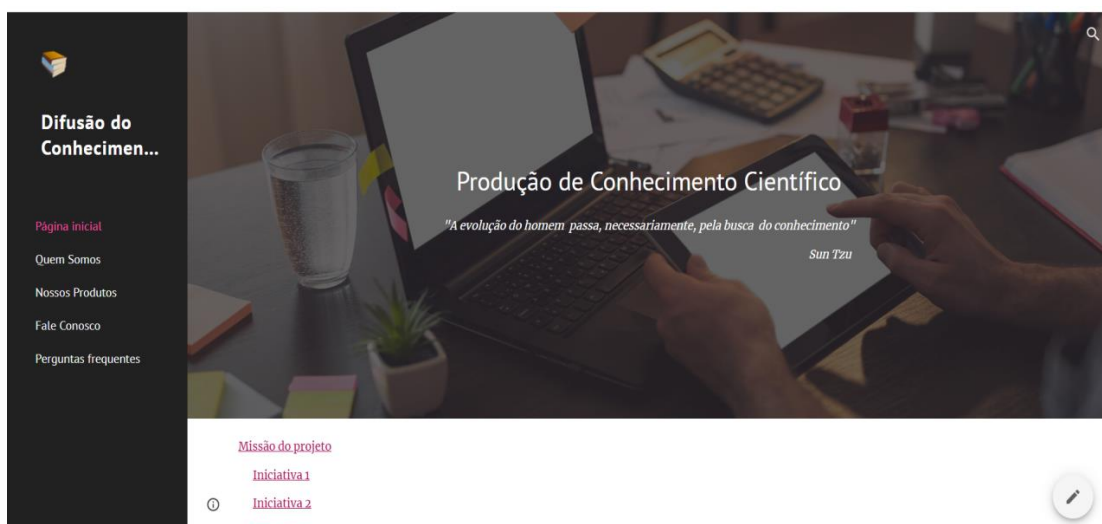 Difusão do
Conhecimen...
Página inicial
Quem Somos
Nossos Produtos
Fale Conosco
Perguntas frequentes
Produção de Conhecimento Científico
"A evolução do homem passa, necessariamente, pela busca do conhecimento"
Sun Tzu
Missão do projeto
Iniciativa 1
Iniciativa 2